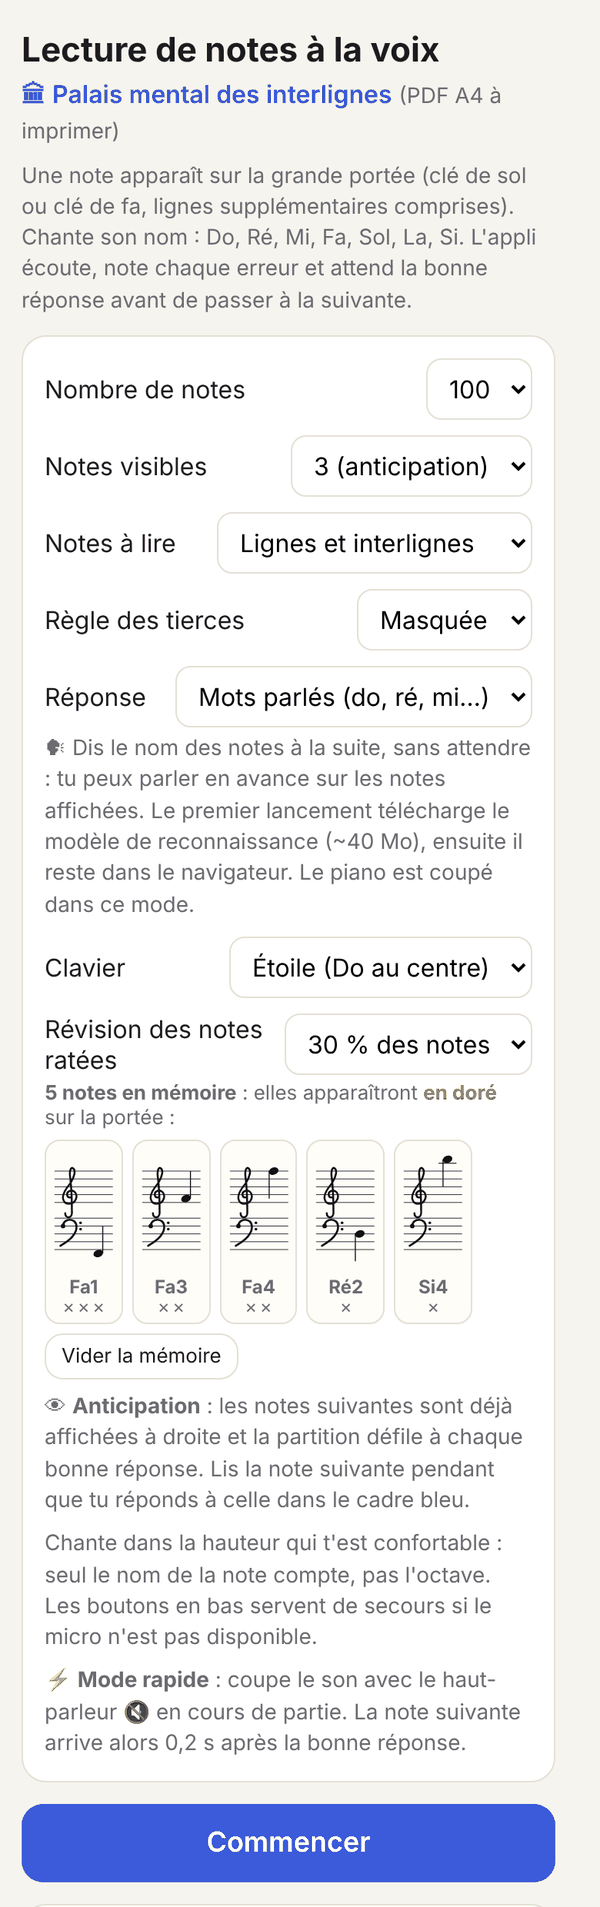 Lecture de notes à la voix
🏛 Palais mental des interlignes (PDF A4 à
imprimer)
Une note apparaît sur la grande portée (clé de sol
ou clé de fa, lignes supplémentaires comprises).
Chante son nom : Do, Ré, Mi, Fa, Sol, La, Si. L'appli
écoute, note chaque erreur et attend la bonne
réponse avant de passer à la suivante.
Nombre de notes 100
Notes visibles 3 (anticipation)
Notes à lire Lignes et interlignes
Règle des tierces Masquée
Réponse Mots parlés (do, ré, mi…)
🗣 Dis le nom des notes à la suite, sans attendre
: tu peux parler en avance sur les notes
affichées. Le premier lancement télécharge le
modèle de reconnaissance (~40 Mo), ensuite il
reste dans le navigateur. Le piano est coupé
dans ce mode.
Clavier Étoile (Do au centre)
Révision des notes
ratées 30 % des notes
5 notes en mémoire : elles apparaîtront en doré
sur la portée :
Fa1 Fa3 Fa4 Ré2 Si4
××× ×× ×× × ×
Vider la mémoire
👁 Anticipation : les notes suivantes sont déjà
affichées à droite et la partition défile à chaque
bonne réponse. Lis la note suivante pendant
que tu réponds à celle dans le cadre bleu.
Chante dans la hauteur qui t'est confortable :
seul le nom de la note compte, pas l'octave.
Les boutons en bas servent de secours si le
micro n'est pas disponible.
⚡ Mode rapide : coupe le son avec le haut-
parleur 🔇 en cours de partie. La note suivante
arrive alors 0,2 s après la bonne réponse.
Commencer